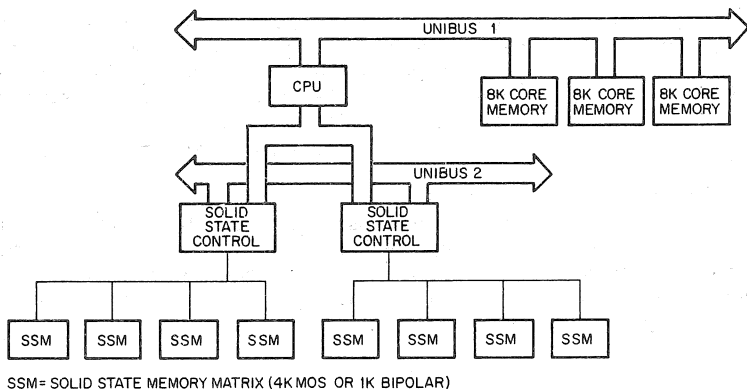 UNIBUS 1
CPU
8K CORE
MEMORY
8K CORE
MEMORY
8K CORE
MEMORY
UNIBUS 2
SOLID
STATE
CONTROL
SOLID
STATE
CONTROL
SSM
SSM
SSM
SSM
SSM
SSM
SSM
SSM
SSM= SOLID STATE MEMORY MATRIX (4K MOS OR 1K BIPOLAR)